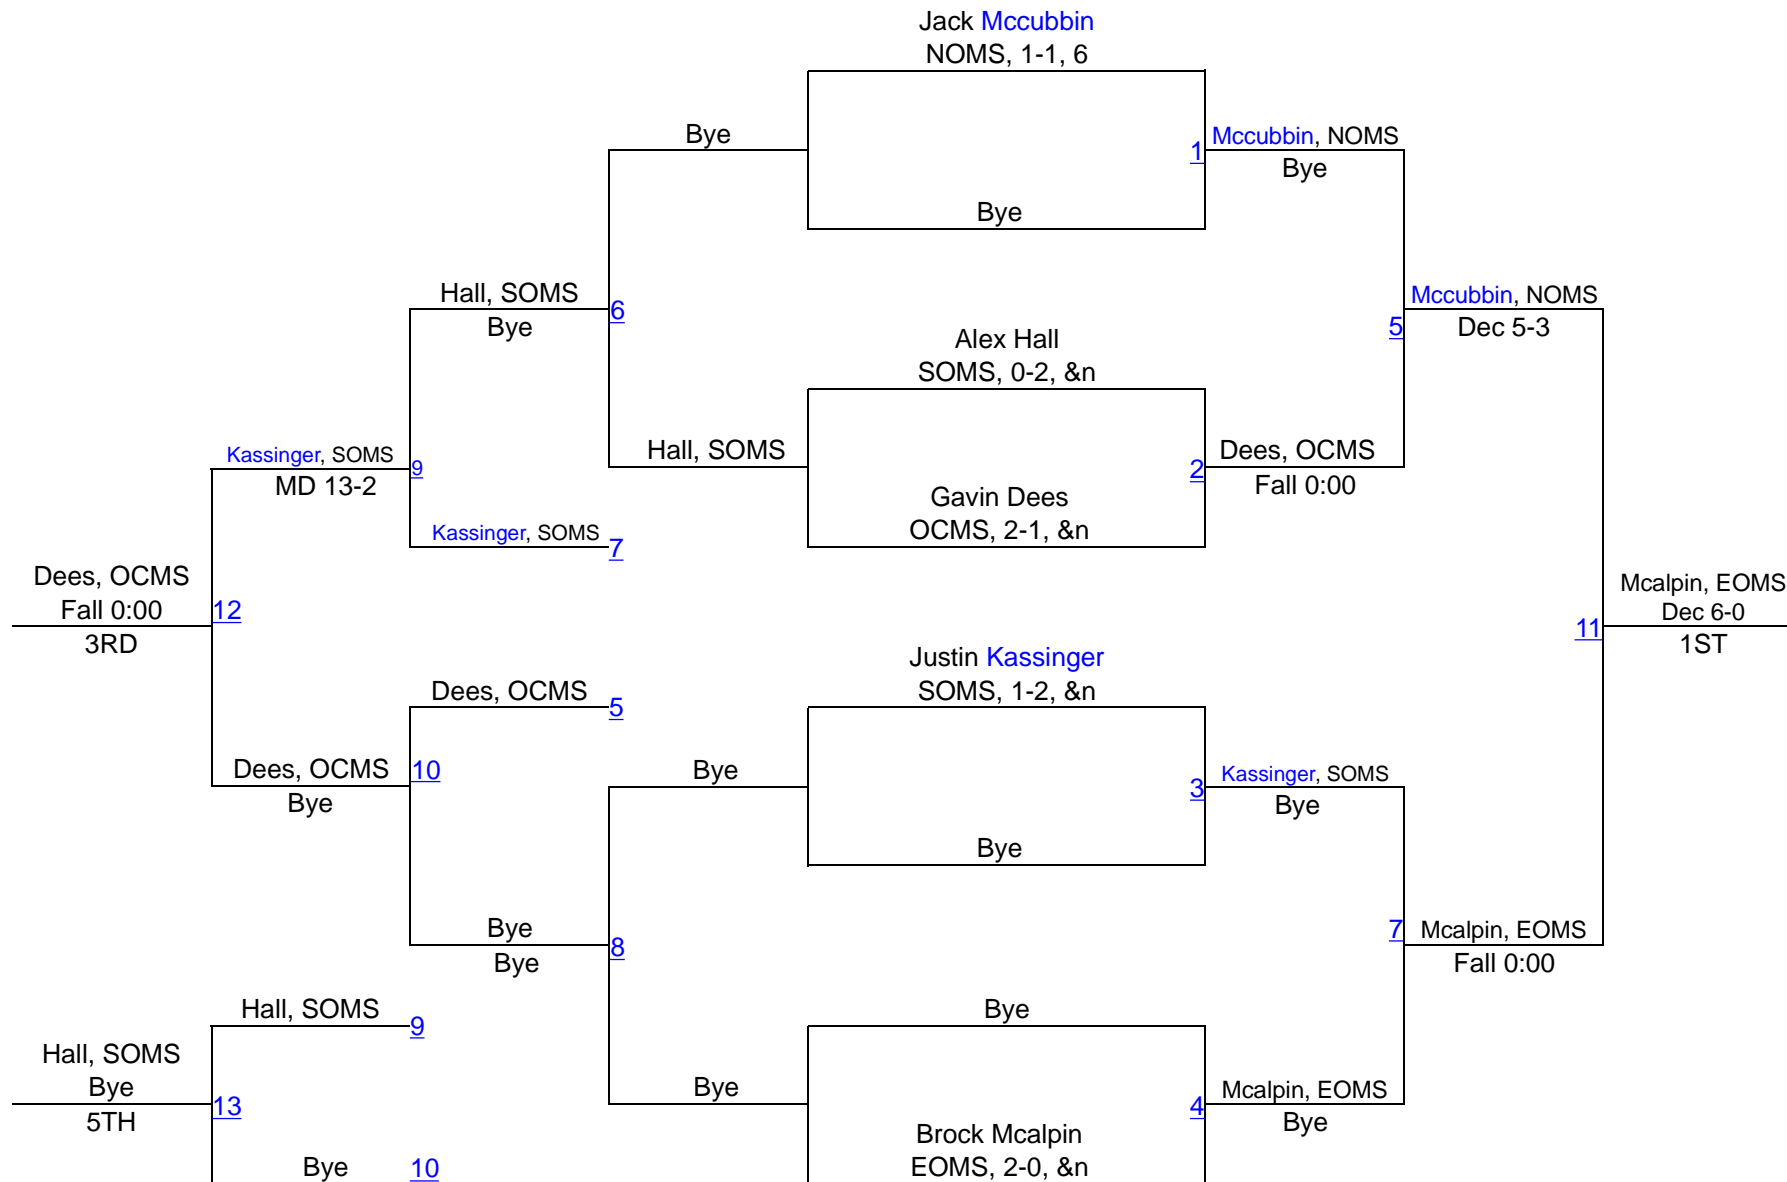 Jack Mccubbin
NOMS, 1-1, 6
Bye
1
Mccubbin, NOMS
Bye
Bye
Hall, SOMS
Bye
6
Mccubbin, NOMS
Dec 5-3
5
Alex Hall
SOMS, 0-2, &n
Kassinger, SOMS
MD 13-2
9
Hall, SOMS
2
Dees, OCMS
Fall 0:00
Gavin Dees
OCMS, 2-1, &n
Kassinger, SOMS
7
Dees, OCMS
Fall 0:00
3RD
12
11
Mcalpin, EOMS
Dec 6-0
1ST
Justin Kassinger
SOMS, 1-2, &n
Dees, OCMS
5
Dees, OCMS
Bye
10
Bye
3
Kassinger, SOMS
Bye
Bye
Bye
Bye
8
7
Mcalpin, EOMS
Fall 0:00
Hall, SOMS
9
Bye
Hall, SOMS
Bye
5TH
13
Bye
4
Mcalpin, EOMS
Bye
Brock Mcalpin
EOMS, 2-0, &n
Bye
10